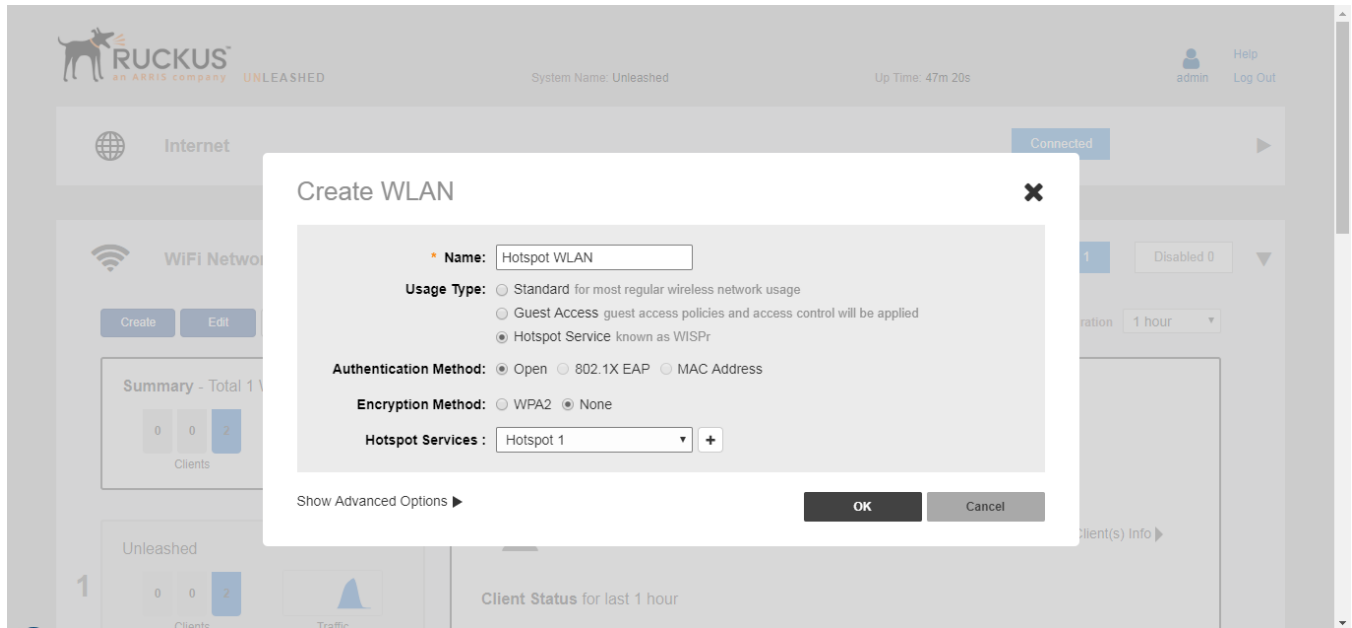 RUCKUS™
an ARRIS company UNLEASHED
System Name: Unleashed
Up Time: 47m 20s
admin
Help
Log Out
Internet
Connected
Create WLAN
* Name: Hotspot WLAN
Usage Type: Standard for most regular wireless network usage
Guest Access guest access policies and access control will be applied
Hotspot Service known as WISPr
Authentication Method: Open 802.1X EAP MAC Address
Encryption Method: WPA2 None
Hotspot Services : Hotspot 1 +
Show Advanced Options
OK
Cancel
WiFi Networ
1
Disabled 0
Create
Edit
1 hour
Summary - Total 1
0 0 2
Clients
Client(s) Info
Unleashed
1
0 0 2
Clients
Traffic
Client Status for last 1 hour